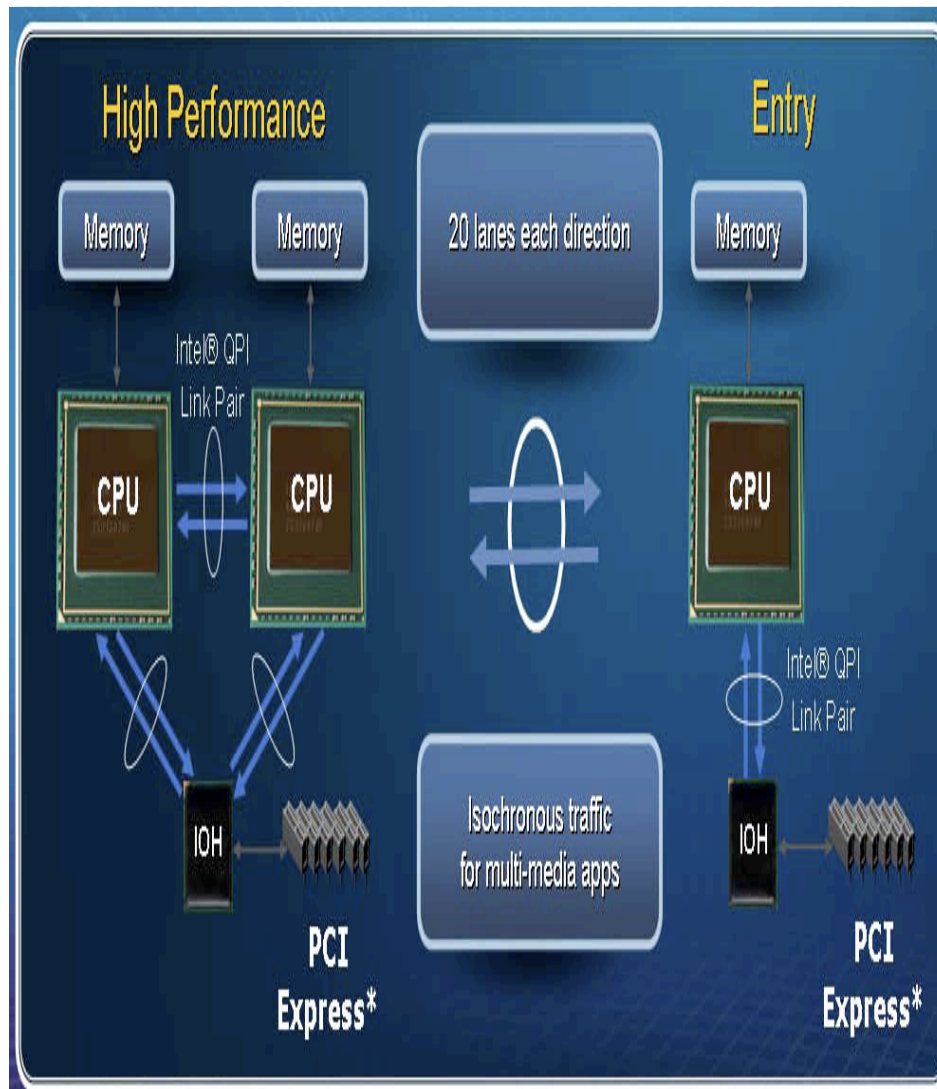 High Performance
Entry
Memory
Memory
20 lanes each direction
Memory
Intel® QPI
Link Pair
CPU
CPU
CPU
Intel® QPI
Link Pair
IOH
Isochronous traffic
for multi-media apps
IOH
PCI
Express*
PCI
Express*